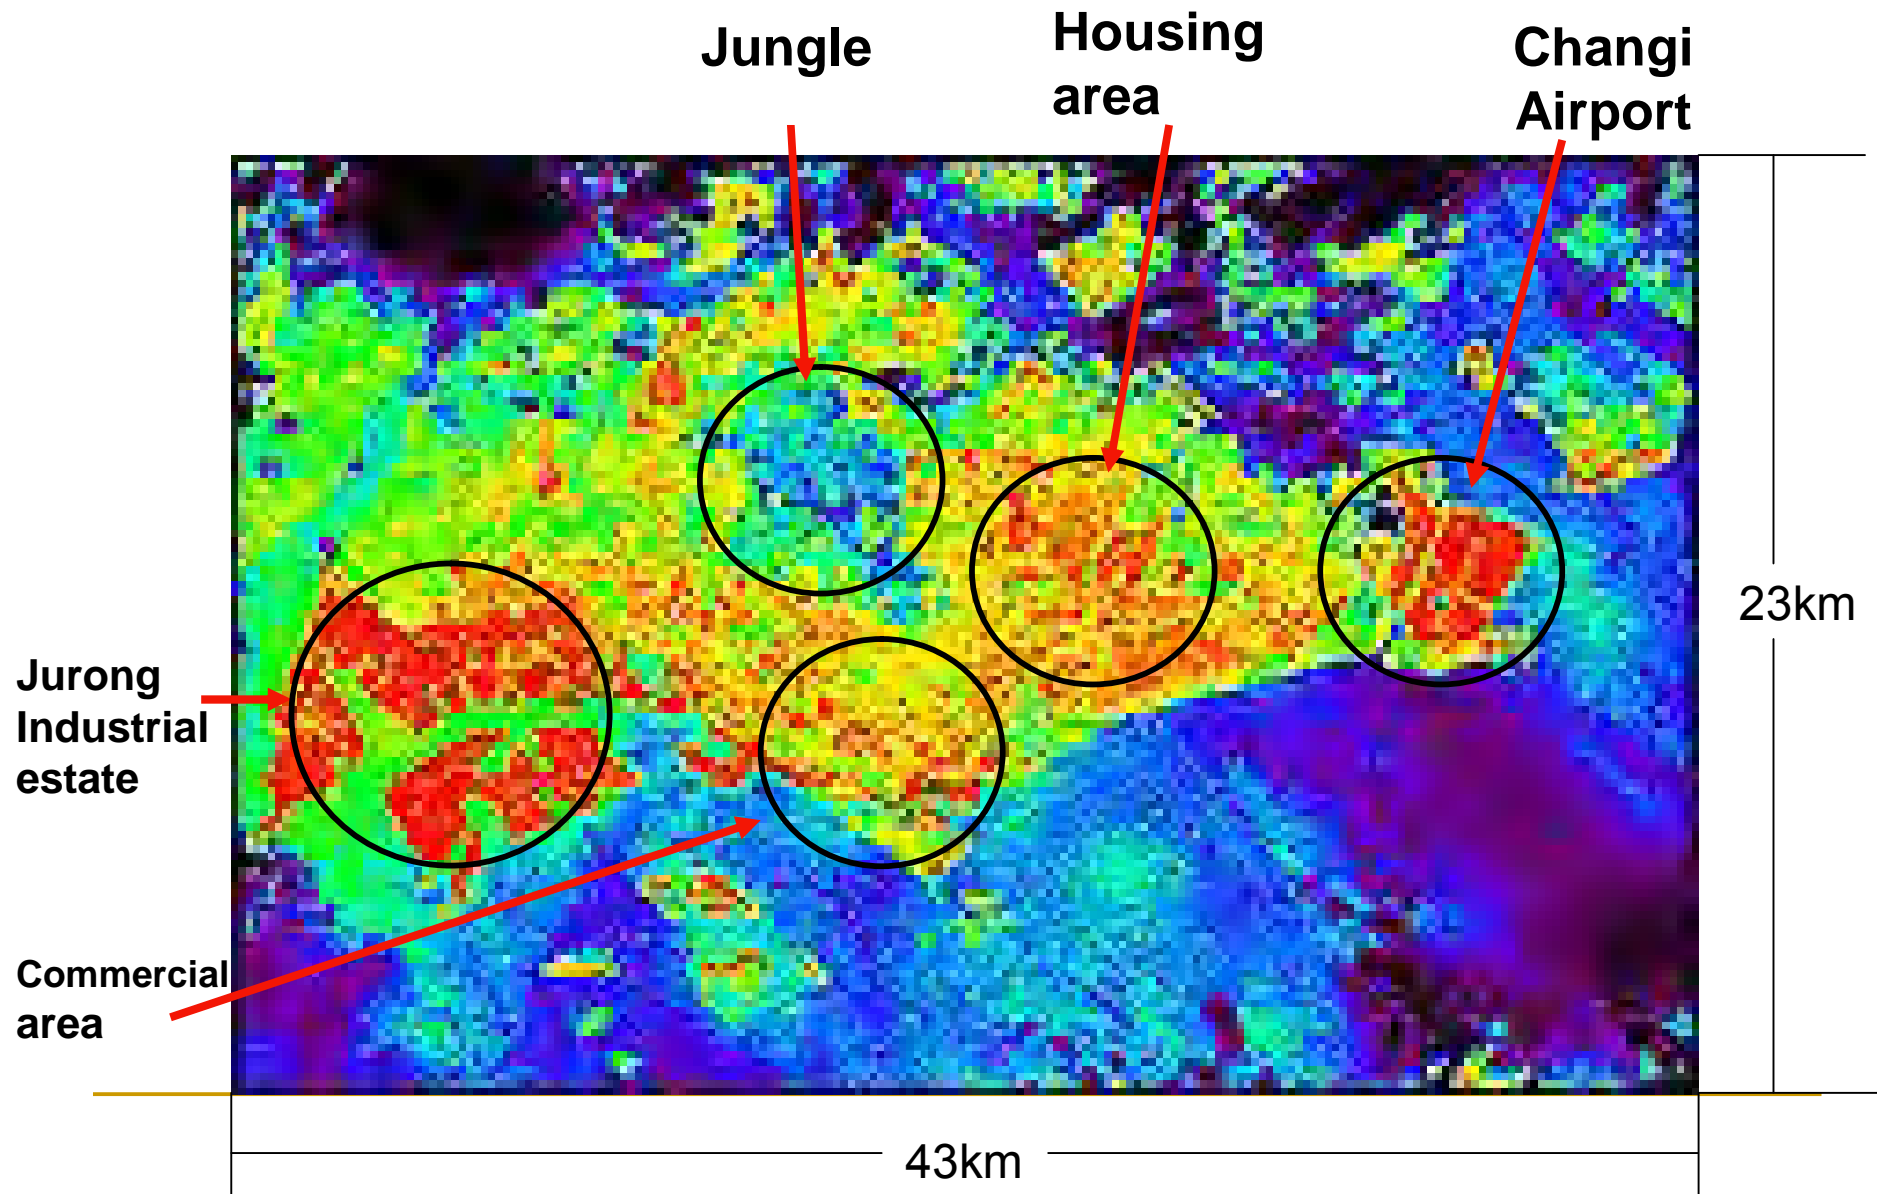 Jungle
Housing
area
Changi
Airport
23km
Jurong
Industrial
estate
Commercial
area
43km